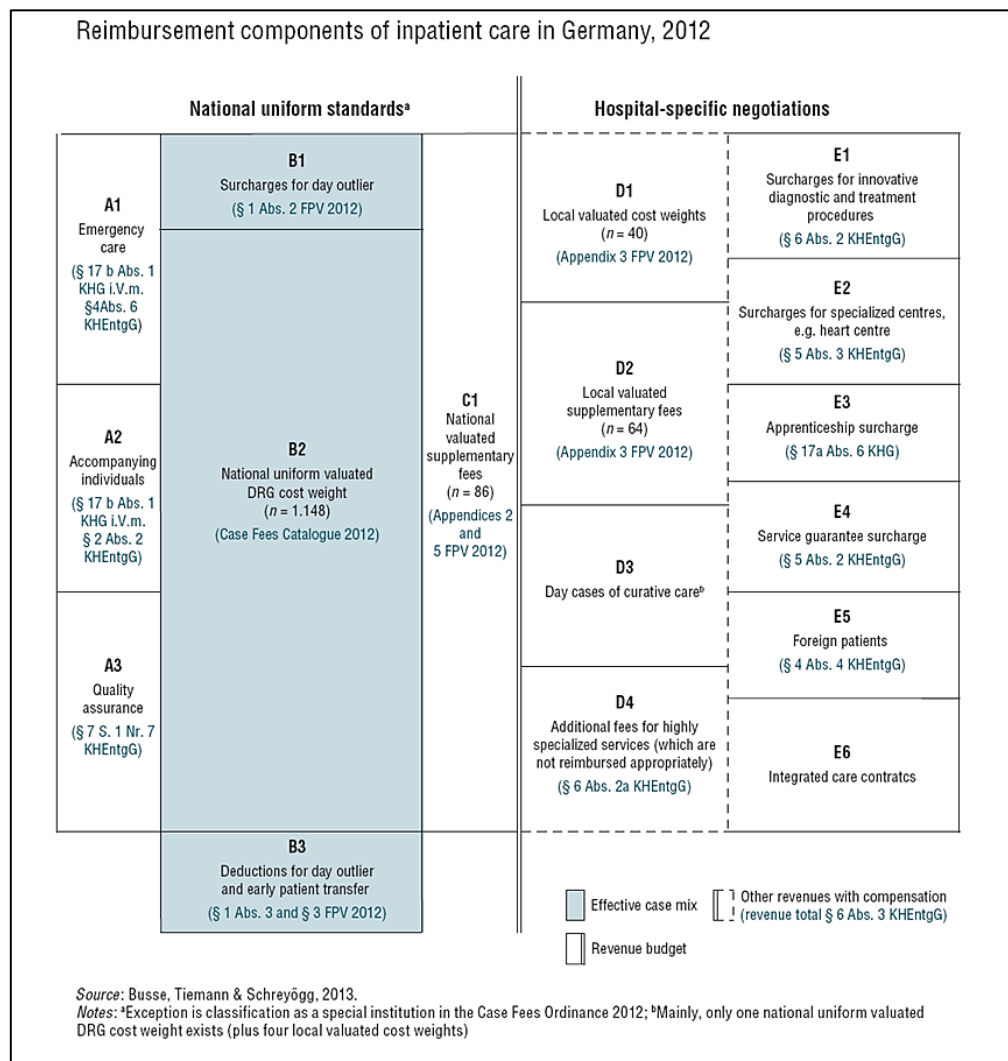 Reimbursement components of inpatient care in Germany, 2012
National uniform standardsᵃ
Hospital-specific negotiations
A1
Emergency
care
(§ 17 b Abs. 1
KHG i.V.m.
§4Abs. 6
KHEntgG)
A2
Accompanying
individuals
(§ 17 b Abs. 1
KHG i.V.m.
§ 2 Abs. 2
KHEntgG)
A3
Quality
assurance
(§ 7 S. 1 Nr. 7
KHEntgG)
B1
Surcharges for day outlier
(§ 1 Abs. 2 FPV 2012)
B2
National uniform valuated
DRG cost weight
(n = 1.148)
(Case Fees Catalogue 2012)
B3
Deductions for day outlier
and early patient transfer
(§ 1 Abs. 3 and § 3 FPV 2012)
C1
National
valuated
supplementary
fees
(n = 86)
(Appendices 2
and
5 FPV 2012)
D1
Local valuated cost weights
(n = 40)
(Appendix 3 FPV 2012)
D2
Local valuated
supplementary fees
(n = 64)
(Appendix 3 FPV 2012)
D3
Day cases of curative careᵇ
D4
Additional fees for highly
specialized services (which are
not reimbursed appropriately)
(§ 6 Abs. 2a KHEntgG)
E1
Surcharges for innovative
diagnostic and treatment
procedures
(§ 6 Abs. 2 KHEntgG)
E2
Surcharges for specialized centres,
e.g. heart centre
(§ 5 Abs. 3 KHEntgG)
E3
Apprenticeship surcharge
(§ 17a Abs. 6 KHG)
E4
Service guarantee surcharge
(§ 5 Abs. 2 KHEntgG)
E5
Foreign patients
(§ 4 Abs. 4 KHEntgG)
E6
Integrated care contratcs
Effective case mix
Revenue budget
Other revenues with compensation
(revenue total § 6 Abs. 3 KHEntgG)
Source: Busse, Tiemann & Schreyögg, 2013.
Notes: ᵃException is classification as a special institution in the Case Fees Ordinance 2012; ᵇMainly, only one national uniform valuated
DRG cost weight exists (plus four local valuated cost weights)